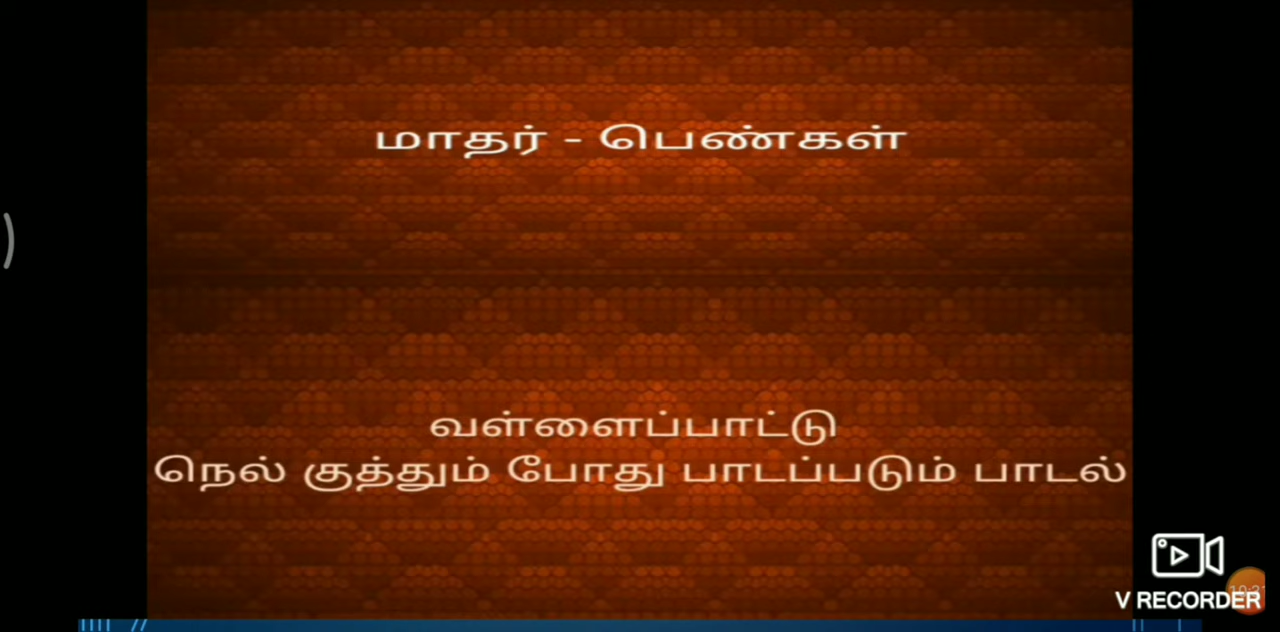 மாதர் - பெண்கள்
வள்ளைப்பாட்டு
நெல் குத்தும் போது பாடப்படும் பாடல்
V RECORDER